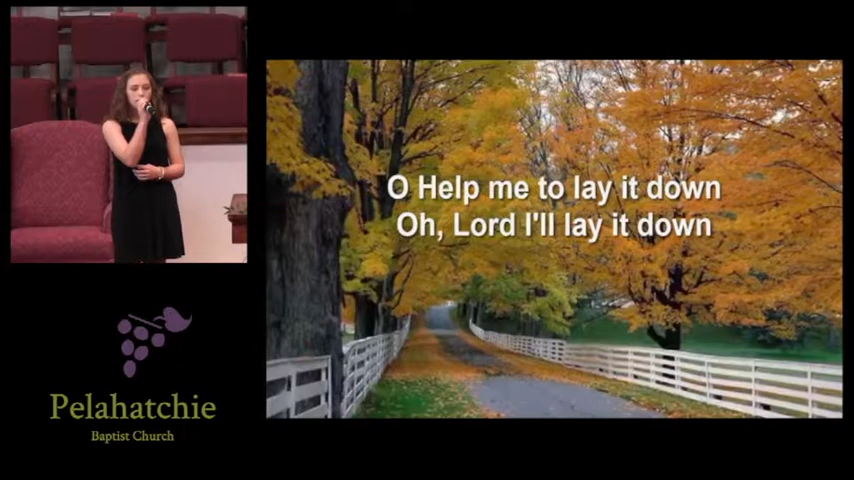 O Help me to lay it down
Oh, Lord I'll lay it down
Pelahatchie
Baptist Church